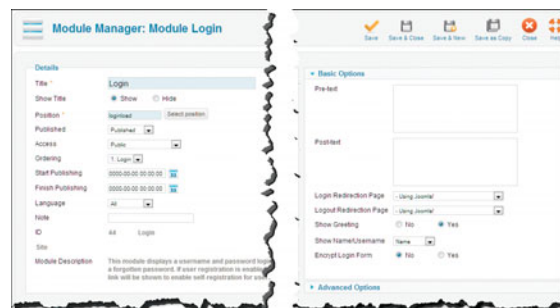 Module Manager: Module Login
Save Save & Close Save & New Save as Copy Close Help
Details
Title *
Login
Show Title
Show Hide
Position *
Select position
Published
Published
Access
Public
Ordering
1. Login
Start Publishing
0000-00-00 00:00:00
Finish Publishing
0000-00-00 00:00:00
Language
All
Note
ID
44 Login
Site
Module Description
This module displays a username and password login
a forgotten password. If user registration is enabled
link will be shown to enable self-registration for user
Basic Options
Pre-text
Post-text
Login Redirection Page
- Using Joomla!
Logout Redirection Page
- Using Joomla!
Show Greeting
No Yes
Show Name/Username
Name
Encrypt Login Form
No Yes
Advanced Options